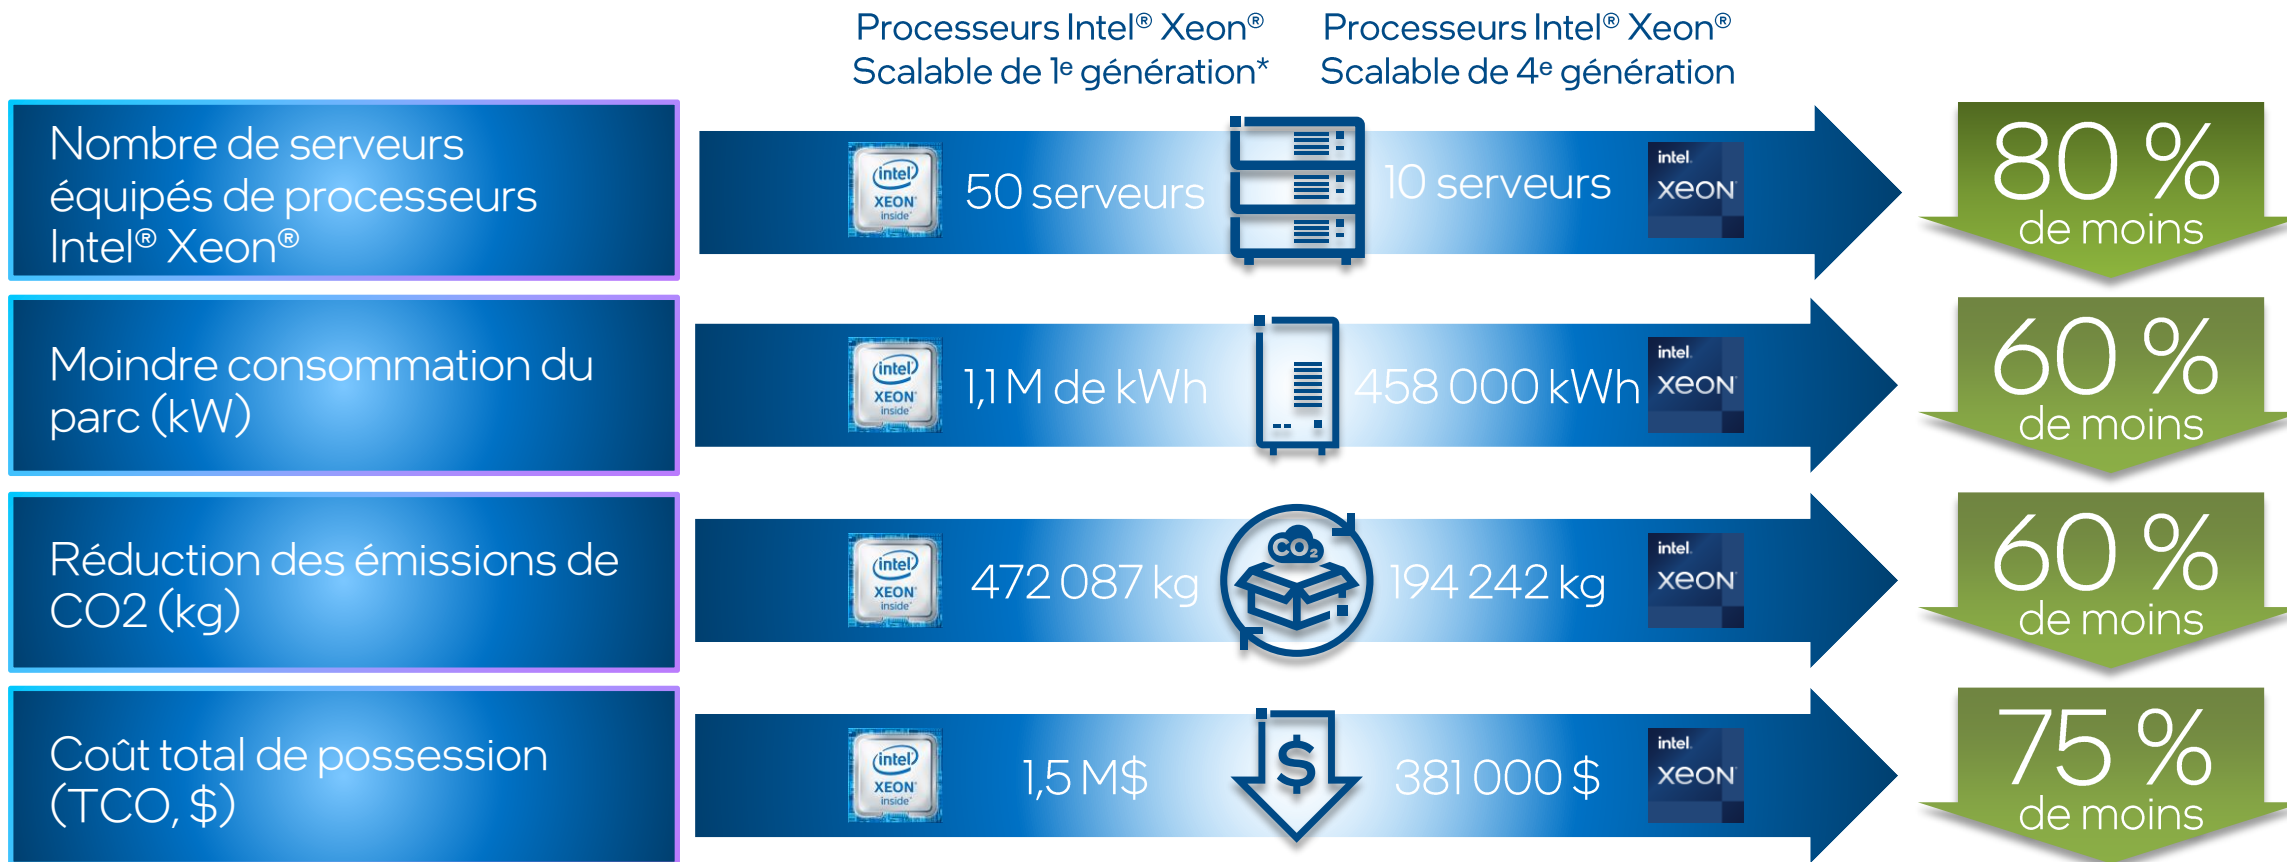 Processeurs Intel® Xeon®
Scalable de 1ᵉ génération*
Processeurs Intel® Xeon®
Scalable de 4ᵉ génération
Nombre de serveurs
équipés de processeurs
Intel® Xeon®
intel
XEON
inside
50 serveurs
10 serveurs
intel.
xeon
80 %
de moins
Moindre consommation du
parc (kW)
intel
XEON
inside
1,1 M de kWh
458 000 kWh
intel.
xeon
60 %
de moins
Réduction des émissions de
CO2 (kg)
intel
XEON
inside
472 087 kg
CO₂
194 242 kg
intel.
xeon
60 %
de moins
Coût total de possession
(TCO, $)
intel
XEON
inside
1,5 M$
$
381 000 $
intel.
xeon
75 %
de moins